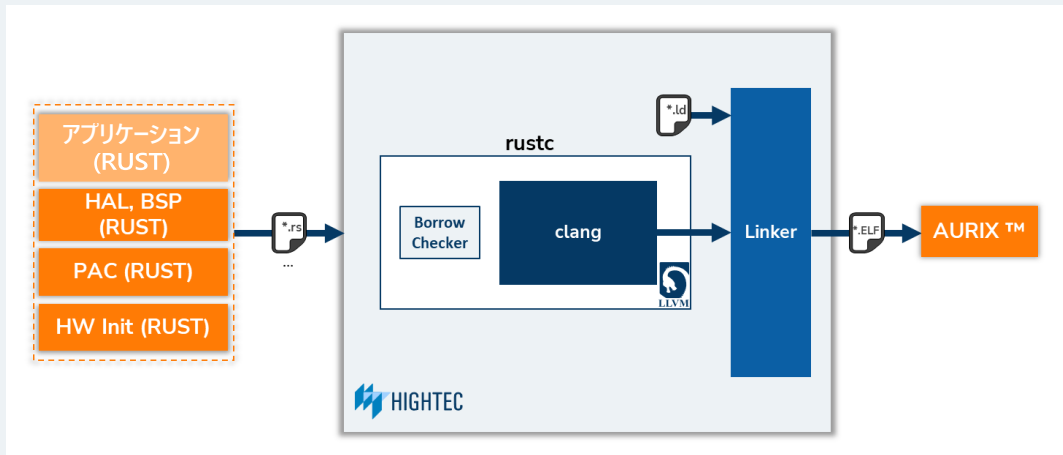 アプリケーション
(RUST)
HAL, BSP
(RUST)
PAC (RUST)
HW Init (RUST)
*.rs
...
rustc
Borrow
Checker
clang
LLVM
*.ld
Linker
HIGHTEC
*.ELF
AURIX ™